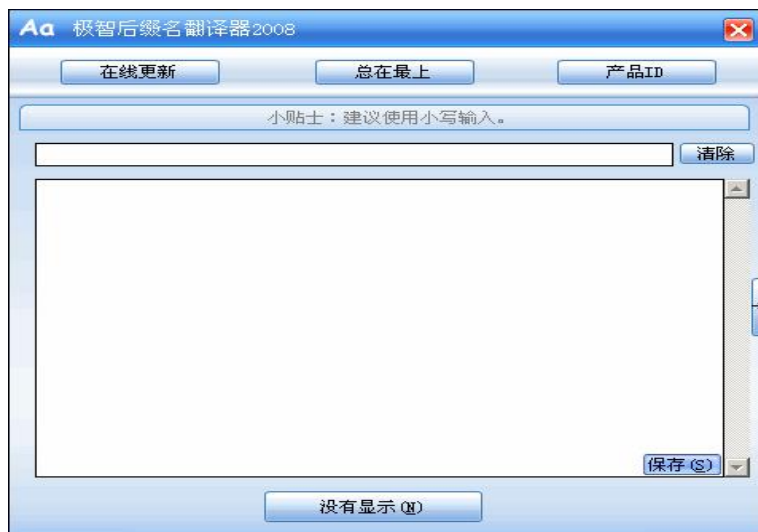 Aa 极智后缀名翻译器2008
在线更新 总在最上 产品ID
小贴士：建议使用小写输入。
清除
保存(S)
没有显示(N)